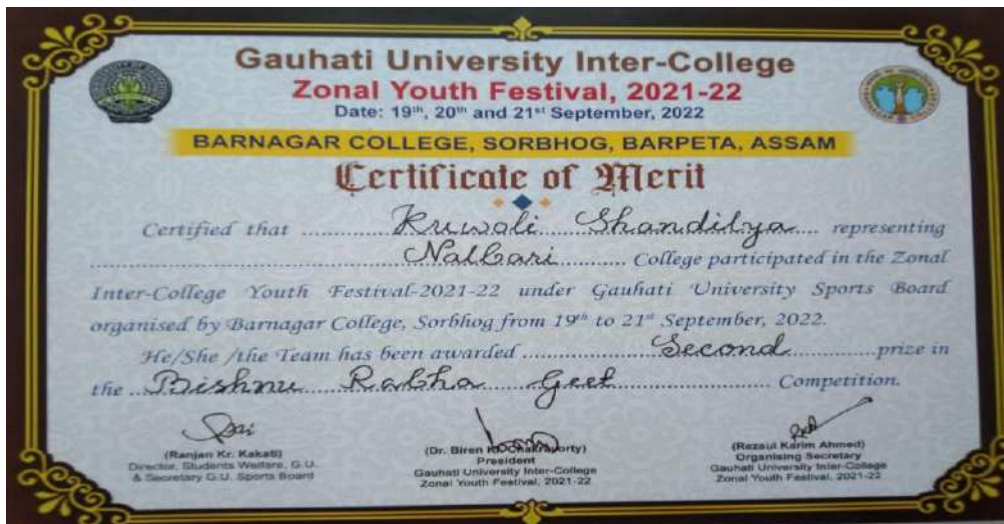 Gauhati University Inter-College
Zonal Youth Festival, 2021-22
Date: 19th, 20th and 21st September, 2022
BARNAGAR COLLEGE, SORBHOG, BARPETA, ASSAM
Certificate of Merit
Certified that Kuwali Shandilya representing
Nalbari College participated in the Zonal
Inter-College Youth Festival-2021-22 under Gauhati University Sports Board
organised by Barnagar College, Sorbhog from 19th to 21st September, 2022.
He/She /the Team has been awarded Second prize in
the Bishnu Rabha Geet Competition.
(Ranjan Kr. Kakati)
Director, Students Welfare, G.U.
& Secretary G.U. Sports Board
(Dr. Biren Kr. Chakravorty)
President
Gauhati University Inter-College
Zonal Youth Festival, 2021-22
(Rezaul Karim Ahmed)
Organising Secretary
Gauhati University Inter-College
Zonal Youth Festival, 2021-22